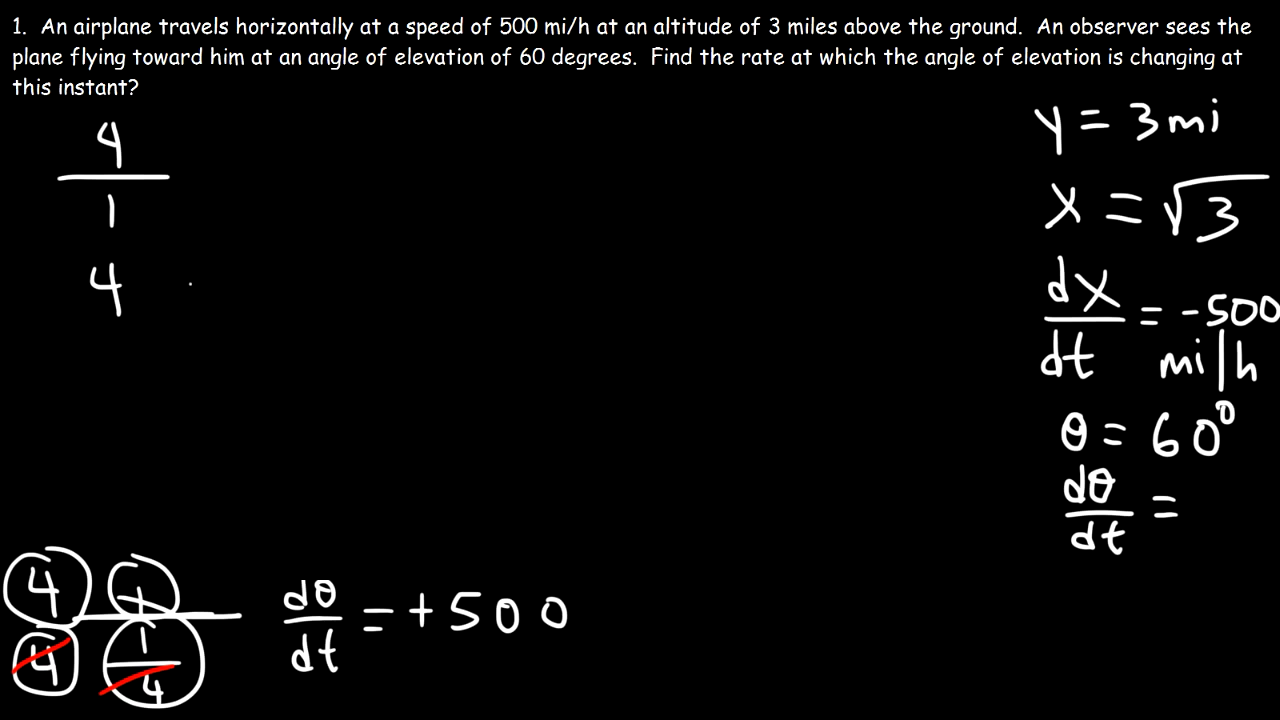 1. An airplane travels horizontally at a speed of 500 mi/h at an altitude of 3 miles above the ground. An observer sees the
plane flying toward him at an angle of elevation of 60 degrees. Find the rate at which the angle of elevation is changing at
this instant?
4
1
4
y = 3 mi
x = √3
dx
dt
= -500
mi/h
θ = 60°
dθ
dt
=
4 1
4 1
4
dθ
dt
= +500